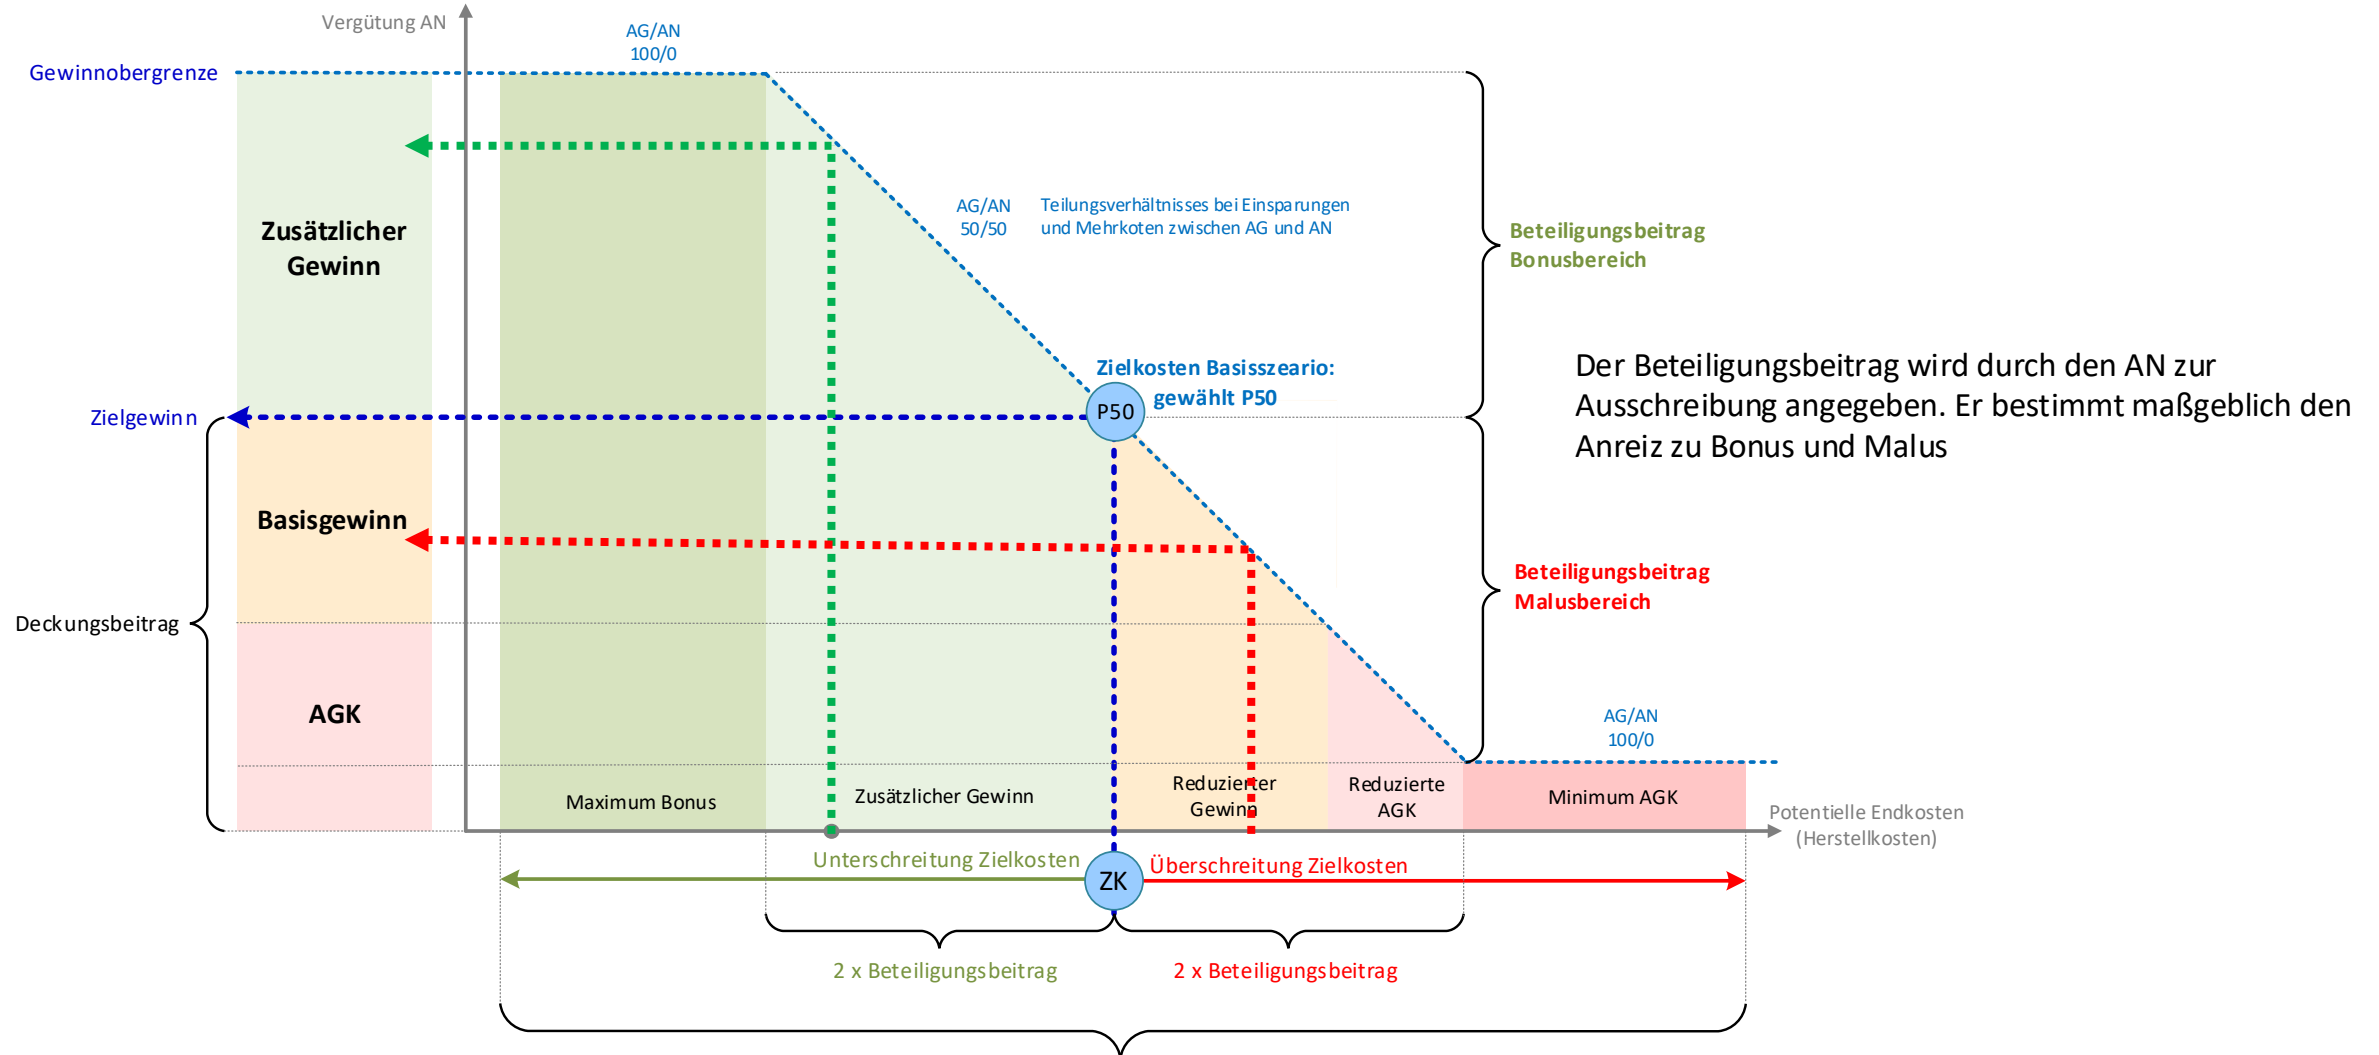 Vergütung AN
AG/AN
100/0
Gewinnobergrenze
Zusätzlicher
Gewinn
AG/AN
50/50
Teilungsverhältnisses bei Einsparungen
und Mehrkoten zwischen AG und AN
Beteiligungsbeitrag
Bonusbereich
Zielkosten Basisszeario:
gewählt P50
P50
Der Beteiligungsbeitrag wird durch den AN zur
Ausschreibung angegeben. Er bestimmt maßgeblich den
Anreiz zu Bonus und Malus
Zielgewinn
Basisgewinn
Beteiligungsbeitrag
Malusbereich
Deckungsbeitrag
AGK
AG/AN
100/0
Maximum Bonus
Zusätzlicher Gewinn
Reduzierter
Gewinn
Reduzierte
AGK
Minimum AGK
Potentielle Endkosten
(Herstellkosten)
Unterschreitung Zielkosten
ZK
Überschreitung Zielkosten
2 x Beteiligungsbeitrag
2 x Beteiligungsbeitrag